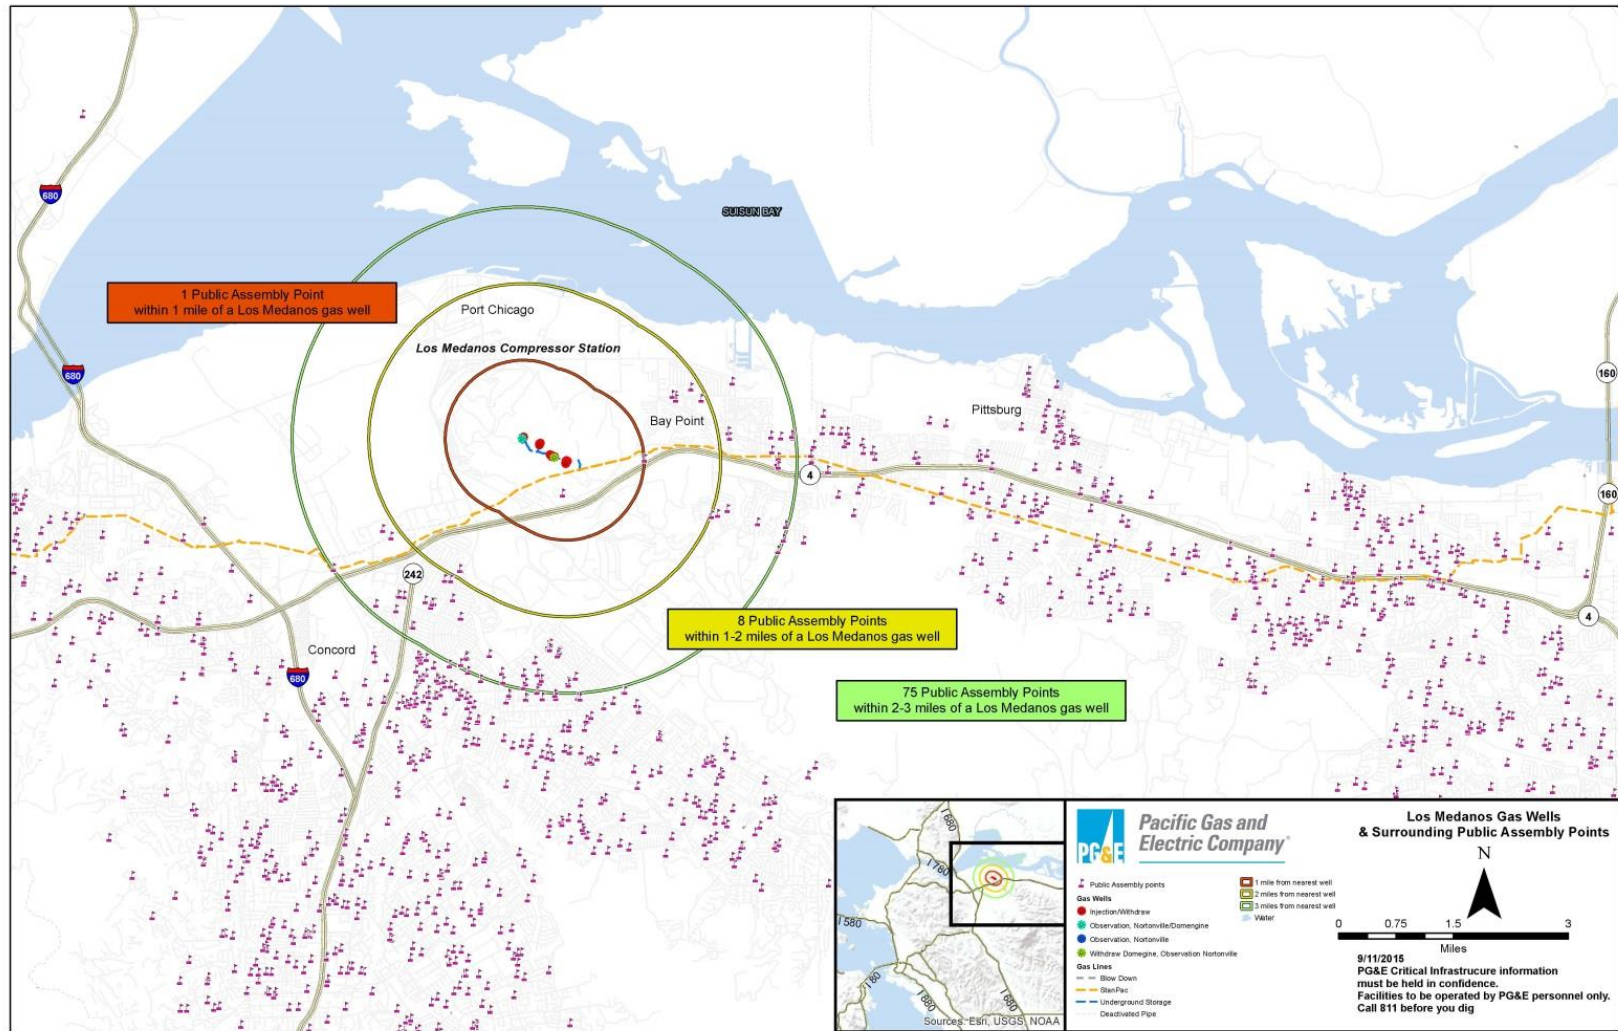 680
SUISUN BAY
1 Public Assembly Point
within 1 mile of a Los Medanos gas well
Port Chicago
Los Medanos Compressor Station
680
160
Bay Point
Pittsburg
4
160
242
4
8 Public Assembly Points
within 1-2 miles of a Los Medanos gas well
Concord
680
75 Public Assembly Points
within 2-3 miles of a Los Medanos gas well
I 680
I 780
I 580
I 80
I 680
I 680
Sources: Esri, USGS, NOAA
PG&E
Pacific Gas and
Electric Company®
Public Assembly points
Gas Wells
Injection/Withdraw
Observation, Nortonville/Domengine
Observation, Nortonville
Withdraw Domegine, Observation Nortonville
Gas Lines
Blow Down
StanPac
Underground Storage
Deactivated Pipe
1 mile from nearest well
2 miles from nearest well
3 miles from nearest well
Water
Los Medanos Gas Wells
& Surrounding Public Assembly Points
N
0 0.75 1.5 3
Miles
9/11/2015
PG&E Critical Infrastrucure information
must be held in confidence.
Facilities to be operated by PG&E personnel only.
Call 811 before you dig